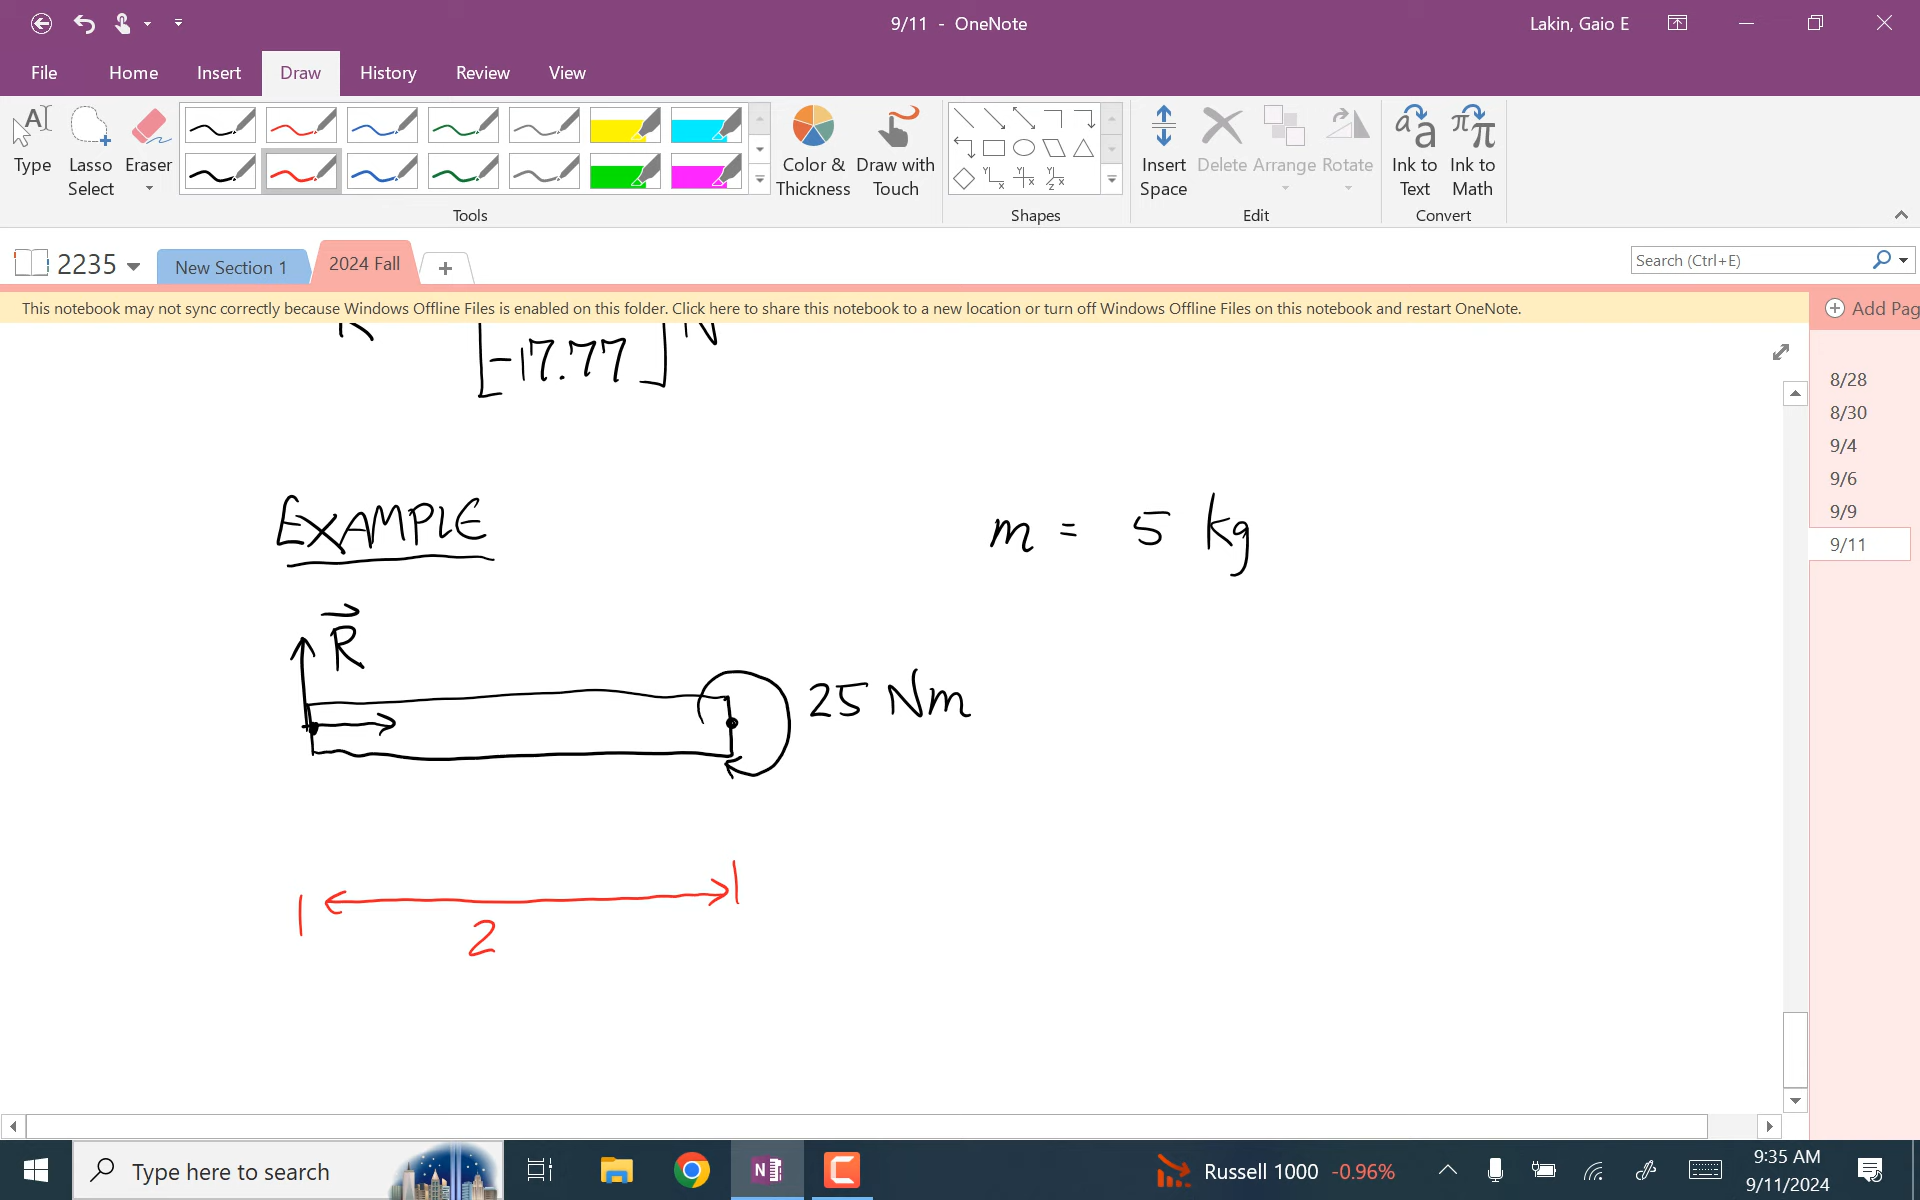 9/11 - OneNote
Lakin, Gaio E
File Home Insert Draw History Review View
Type
Lasso Select
Eraser
Color & Thickness
Draw with Touch
Insert Space
Delete
Arrange
Rotate
Ink to Text
Ink to Math
Tools
Shapes
Edit
Convert
2235
New Section 1
2024 Fall
Search (Ctrl+E)
This notebook may not sync correctly because Windows Offline Files is enabled on this folder. Click here to share this notebook to a new location or turn off Windows Offline Files on this notebook and restart OneNote.
Add Pag
8/28
8/30
9/4
9/6
9/9
9/11
-17.77 N
EXAMPLE
m = 5 kg
R
25 Nm
2
Type here to search
Russell 1000 -0.96%
9:35 AM
9/11/2024